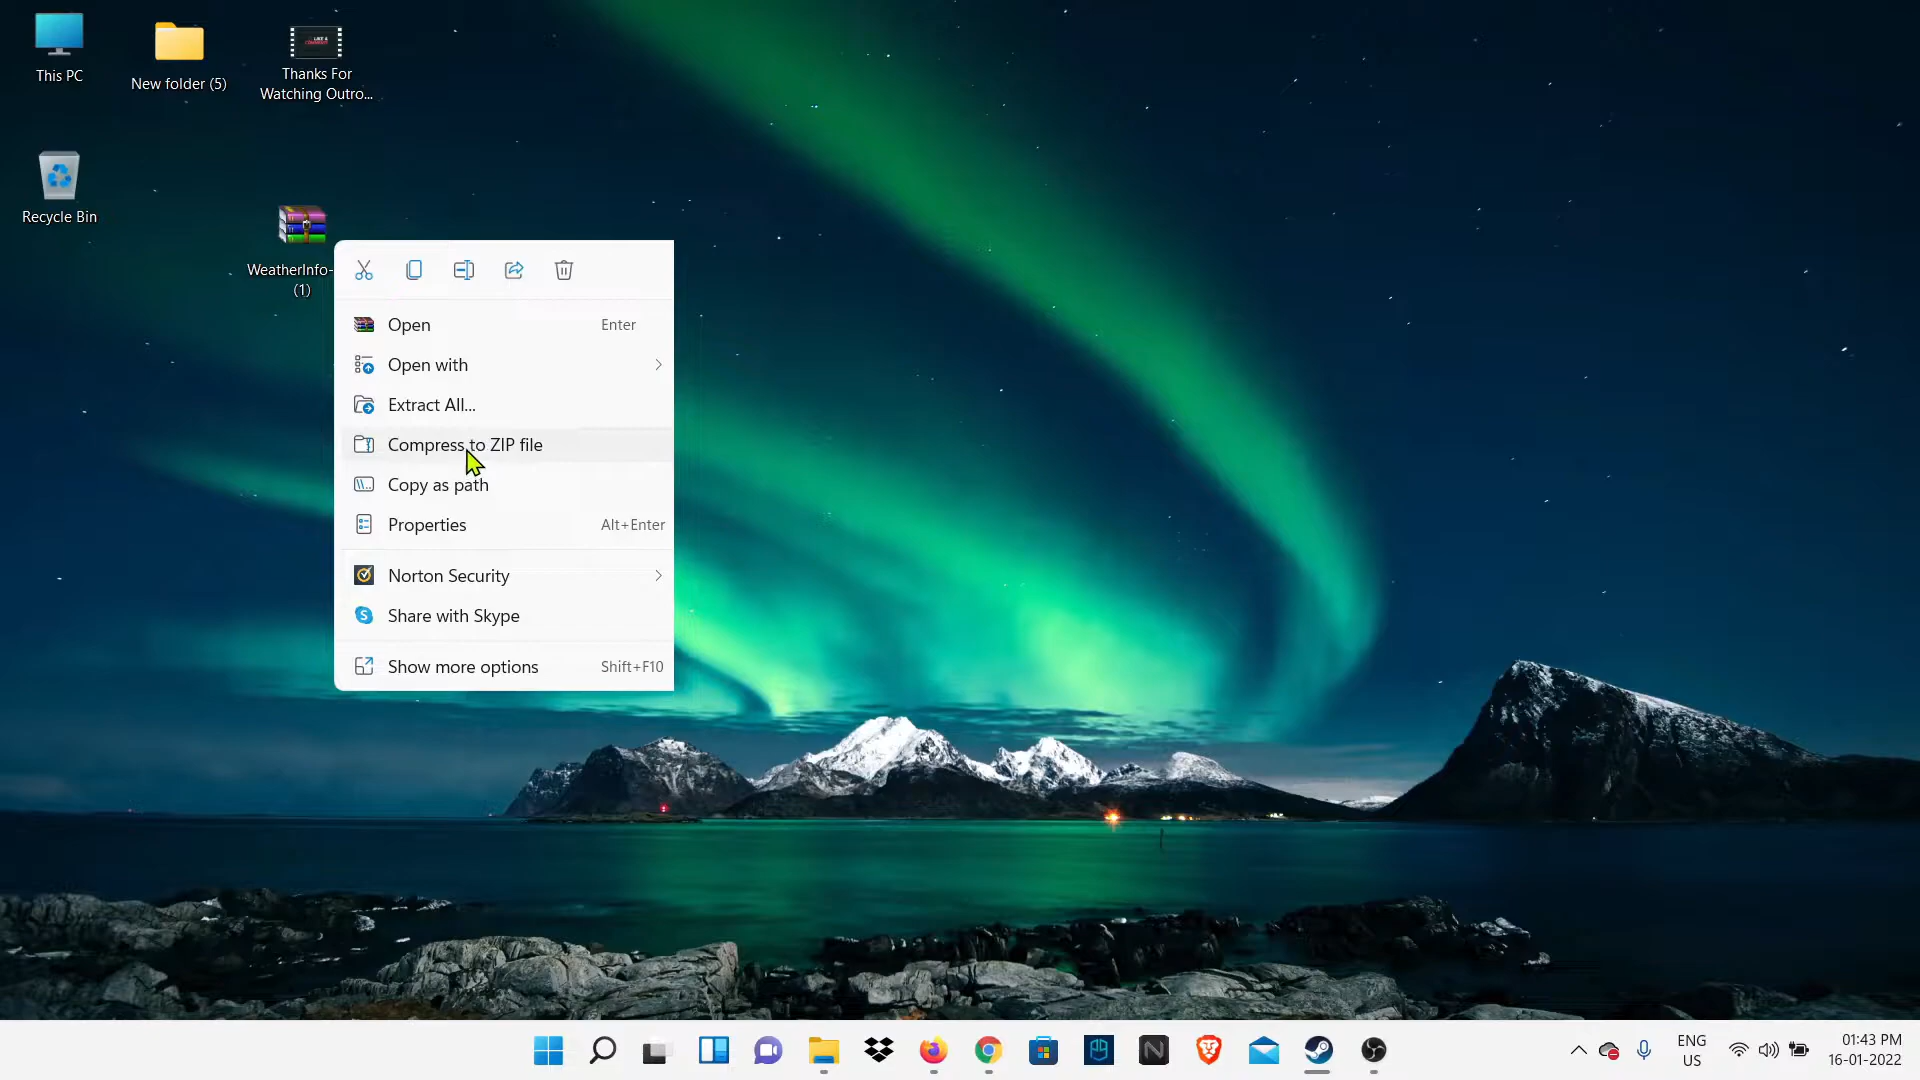 This PC
New folder (5)
Thanks For
Watching Outro...
Recycle Bin
WeatherInfo-
(1)
Open Enter
Open with
Extract All...
Compress to ZIP file
Copy as path
Properties Alt+Enter
Norton Security
Share with Skype
Show more options Shift+F10
ENG
US
01:43 PM
16-01-2022